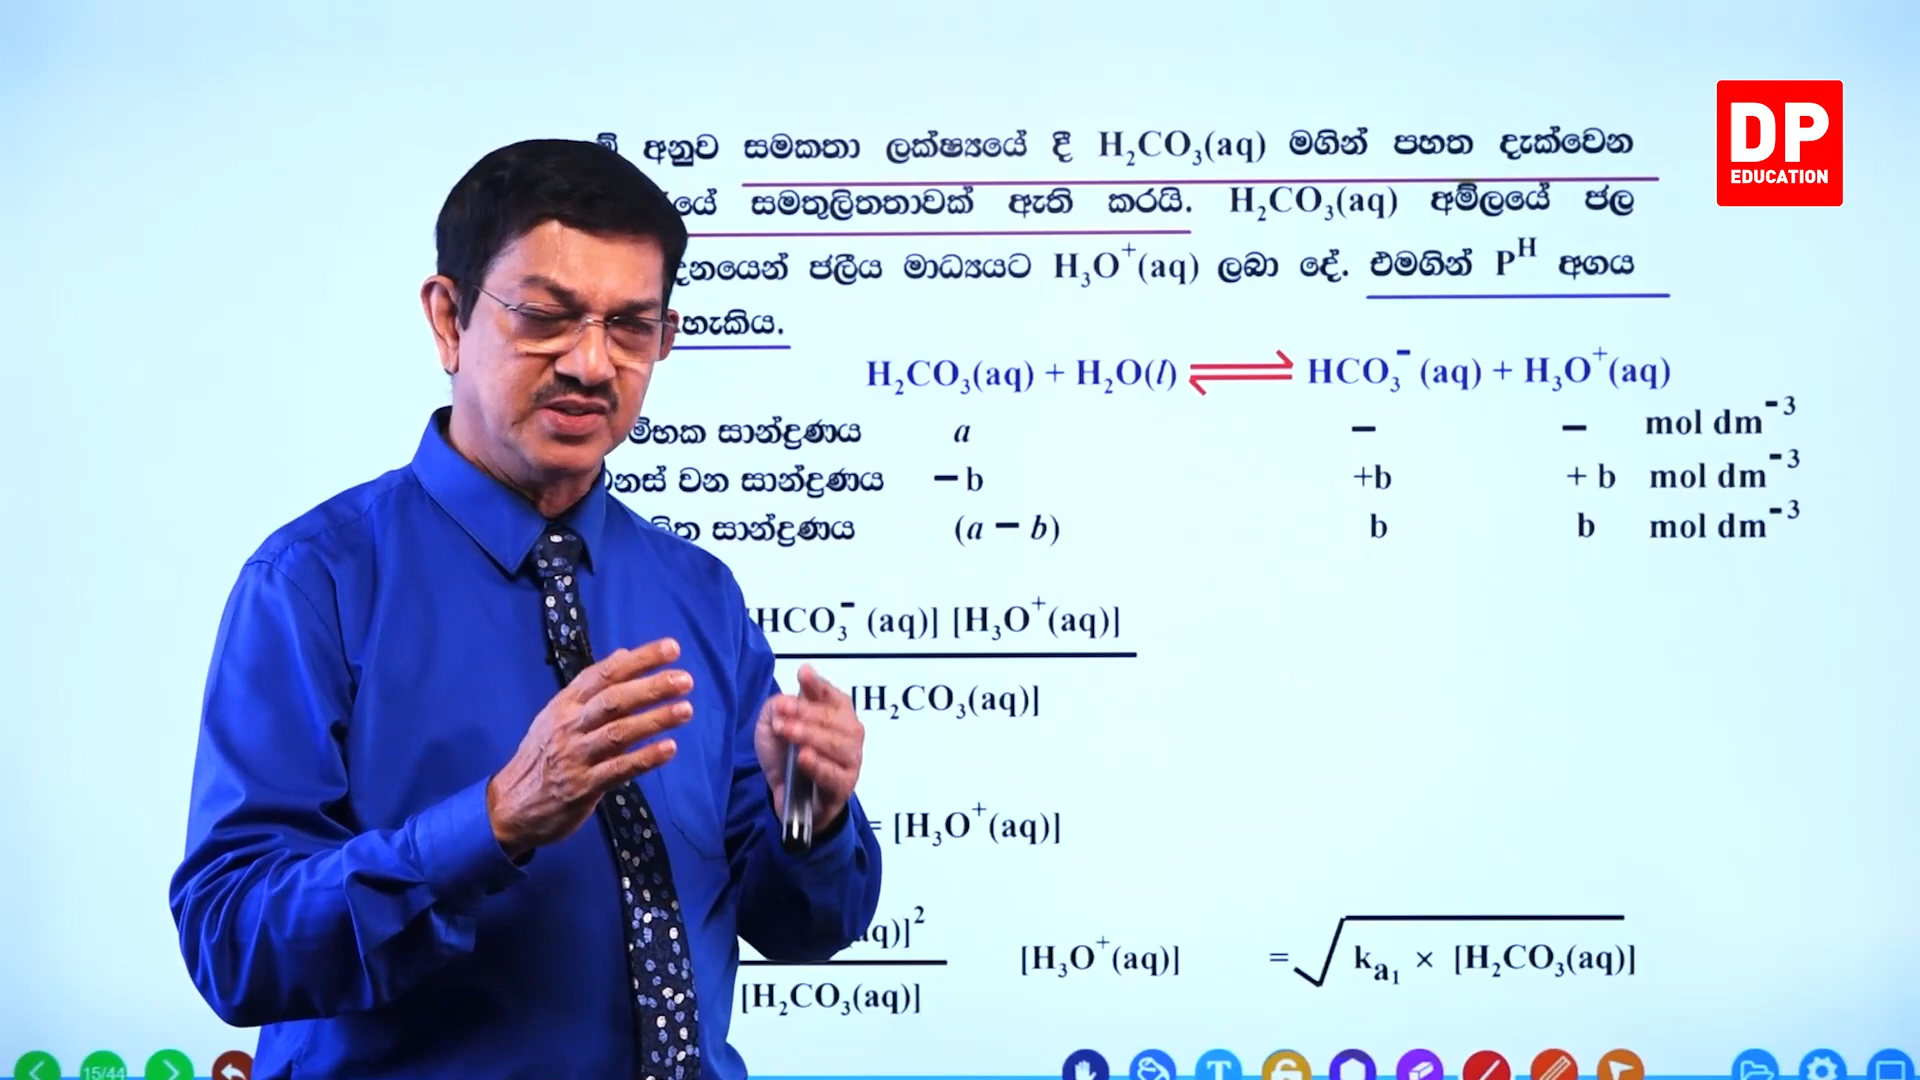 DP
EDUCATION
අනුව සමකතා ලක්ෂ්‍යයේ දී H₂CO₃(aq) මගින් පහත දැක්වෙන
සමතුලිතතාවක් ඇති කරයි. H₂CO₃(aq) අම්ලයේ ජල
ජලීය මාධ්‍යයට H₃O⁺(aq) ලබා දේ. එමගින් Pᴴ අගය
H₂CO₃(aq) + H₂O(l) ⇌ HCO₃⁻ (aq) + H₃O⁺(aq)
සාන්ද්‍රණය a − − mol dm⁻³
වන සාන්ද්‍රණය − b +b + b mol dm⁻³
සාන්ද්‍රණය (a − b) b b mol dm⁻³
HCO₃⁻ (aq)] [H₃O⁺(aq)]
[H₂CO₃(aq)]
= [H₃O⁺(aq)]
aq)]²
[H₂CO₃(aq)]
[H₃O⁺(aq)] = √ kₐ₁ × [H₂CO₃(aq)]
15/44